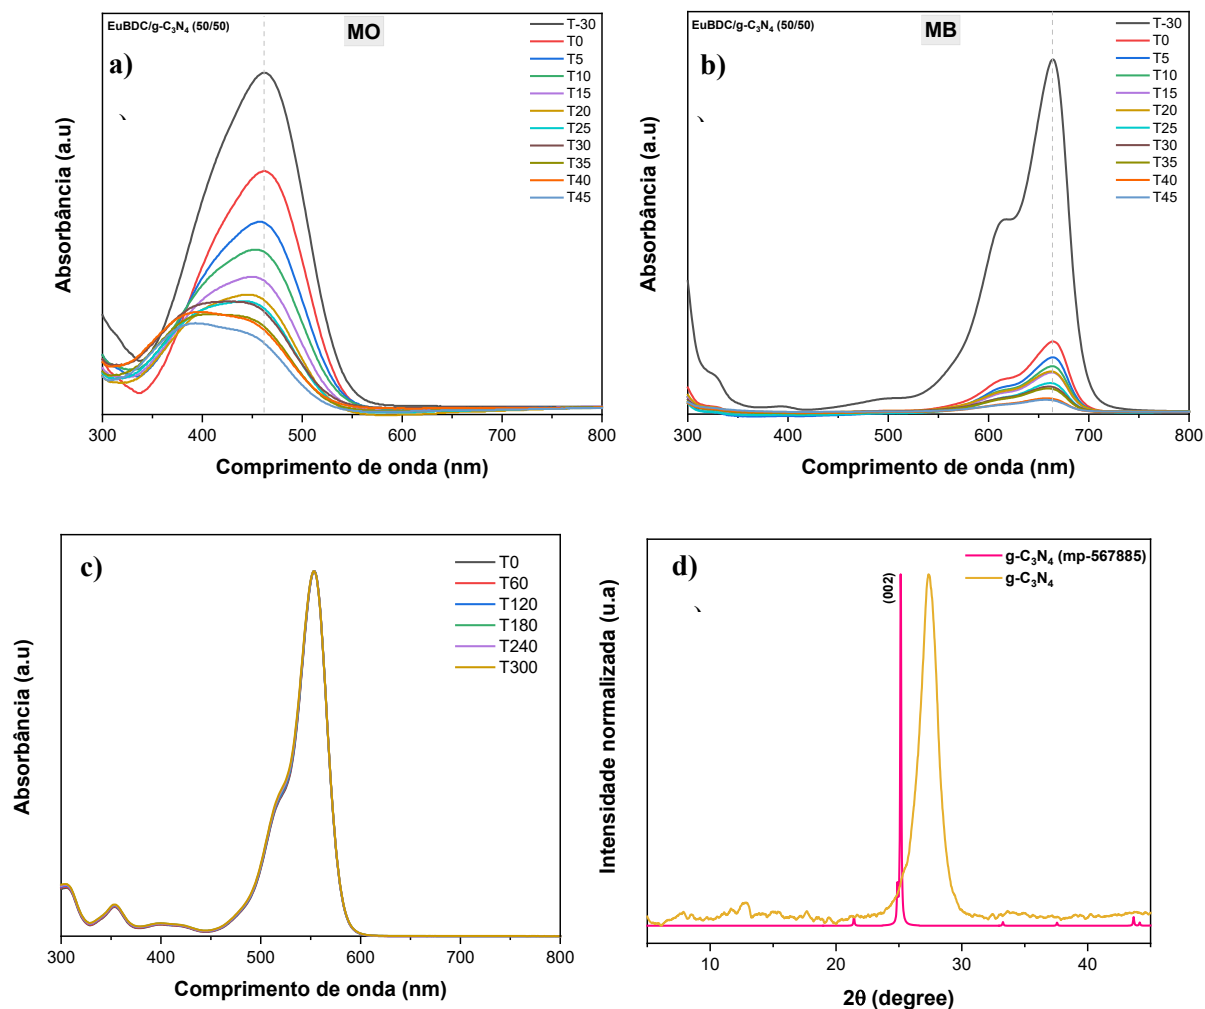 EuBDC/g-C₃N₄ (50/50)
MO
a)
T-30
T0
T5
T10
T15
T20
T25
T30
T35
T40
T45
Absorbância (a.u)
300 400 500 600 700 800
Comprimento de onda (nm)
EuBDC/g-C₃N₄ (50/50)
MB
b)
T-30
T0
T5
T10
T15
T20
T25
T30
T35
T40
T45
Absorbância (a.u)
300 400 500 600 700 800
Comprimento de onda (nm)
c)
T0
T60
T120
T180
T240
T300
Absorbância (a.u)
300 400 500 600 700 800
Comprimento de onda (nm)
d)
g-C₃N₄ (mp-567885)
g-C₃N₄
(002)
Intensidade normalizada (u.a)
10 20 30 40
2θ (degree)